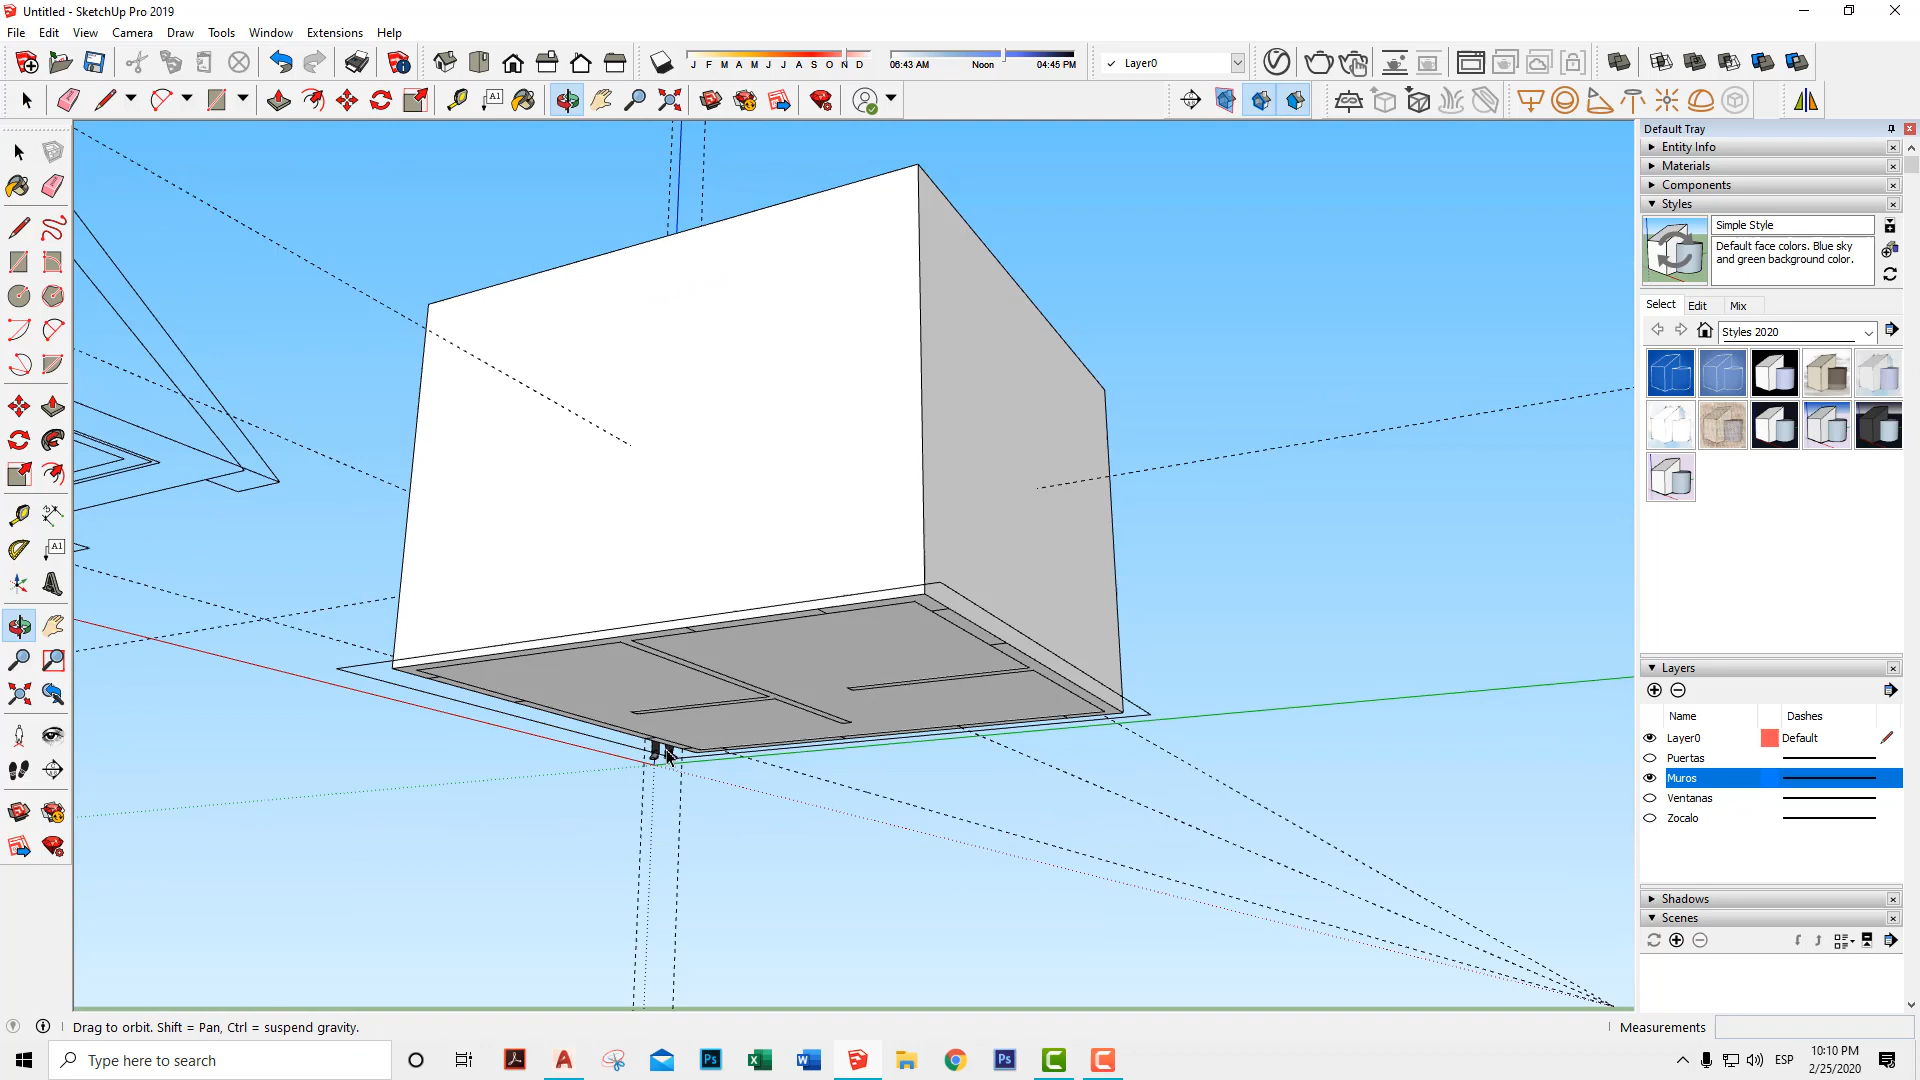 Untitled - SketchUp Pro 2019
File Edit View Camera Draw Tools Window Extensions Help
J F M A M J J A S O N D
06:43 AM Noon 04:45 PM
✓ Layer0
A1
Default Tray
Entity Info
Materials
Components
Styles
Simple Style
Default face colors. Blue sky
and green background color.
Select Edit Mix
Styles 2020
A1
Layers
Name Dashes
Layer0 Default
Puertas
Muros
Ventanas
Zocalo
Shadows
Scenes
Drag to orbit. Shift = Pan, Ctrl = suspend gravity.
Measurements
Type here to search
ESP
10:10 PM
2/25/2020